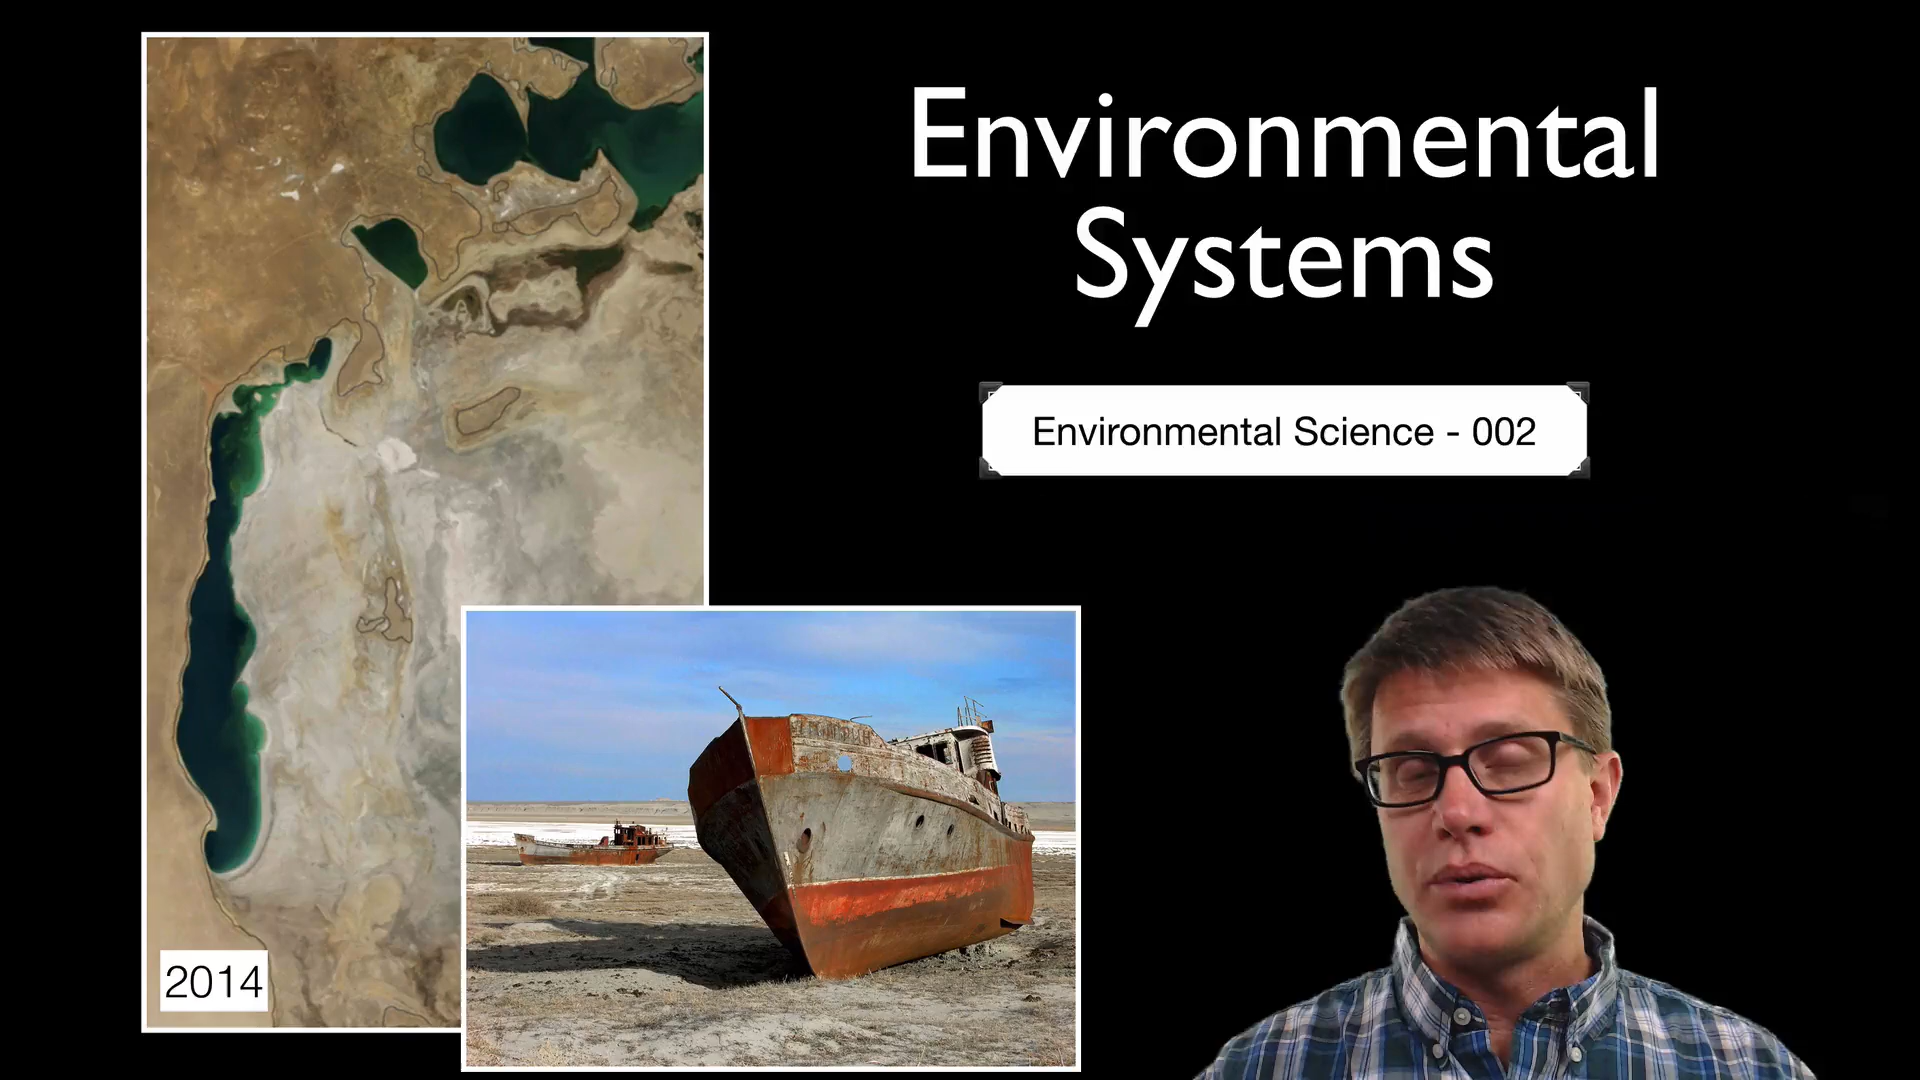 Environmental
Systems
Environmental Science - 002
2014